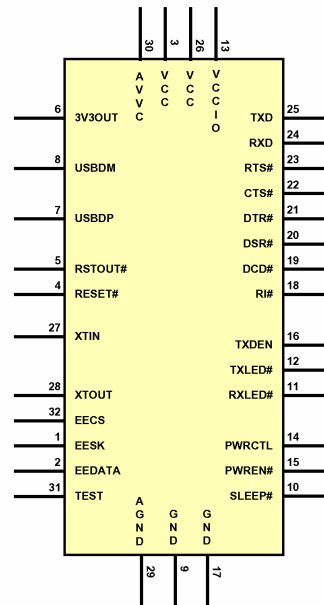 30 3 26 13
AVVC VCC VCC VCCIO
6 3V3OUT TXD 25
RXD 24
8 USBDM RTS# 23
CTS# 22
7 USBDP DTR# 21
DSR# 20
5 RSTOUT# DCD# 19
4 RESET# RI# 18
27 XTIN
TXDEN 16
TXLED# 12
28 XTOUT RXLED# 11
32 EECS
1 EESK PWRCTL 14
2 EEDATA PWREN# 15
31 TEST SLEEP# 10
AGND GND GND
29 9 17